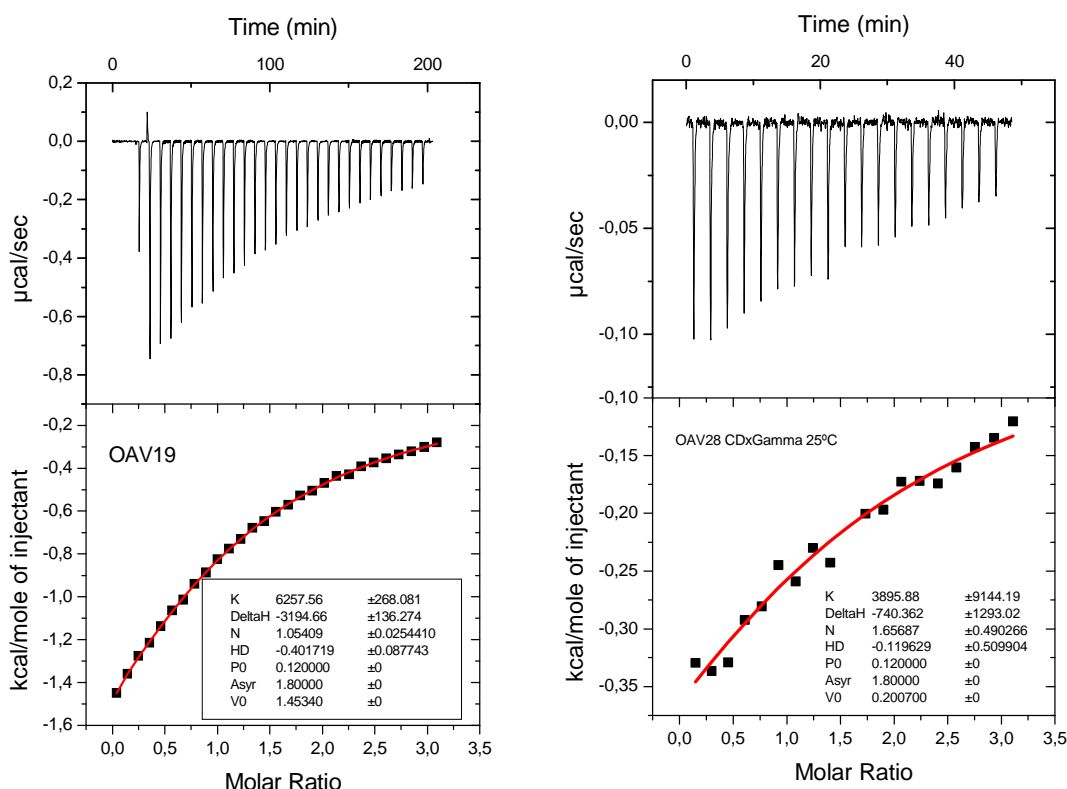 Time (min)
0 100 200
0,2
0,0
-0,2
-0,4
-0,6
-0,8
µcal/sec
-0,2
-0,4
-0,6
-0,8
-1,0
-1,2
-1,4
-1,6
kcal/mole of injectant
OAV19
K 6257.56 ±268.081
DeltaH -3194.66 ±136.274
N 1.05409 ±0.0254410
HD -0.401719 ±0.087743
P0 0.120000 ±0
Asyr 1.80000 ±0
V0 1.45340 ±0
0,0 0,5 1,0 1,5 2,0 2,5 3,0 3,5
Molar Ratio
Time (min)
0 20 40
0,00
-0,05
-0,10
-0,10
µcal/sec
-0,15
-0,20
-0,25
-0,30
-0,35
kcal/mole of injectant
OAV28 CDxGamma 25ºC
K 3895.88 ±9144.19
DeltaH -740.362 ±1293.02
N 1.65687 ±0.490266
HD -0.119629 ±0.509904
P0 0.120000 ±0
Asyr 1.80000 ±0
V0 0.200700 ±0
0,0 0,5 1,0 1,5 2,0 2,5 3,0 3,5
Molar Ratio